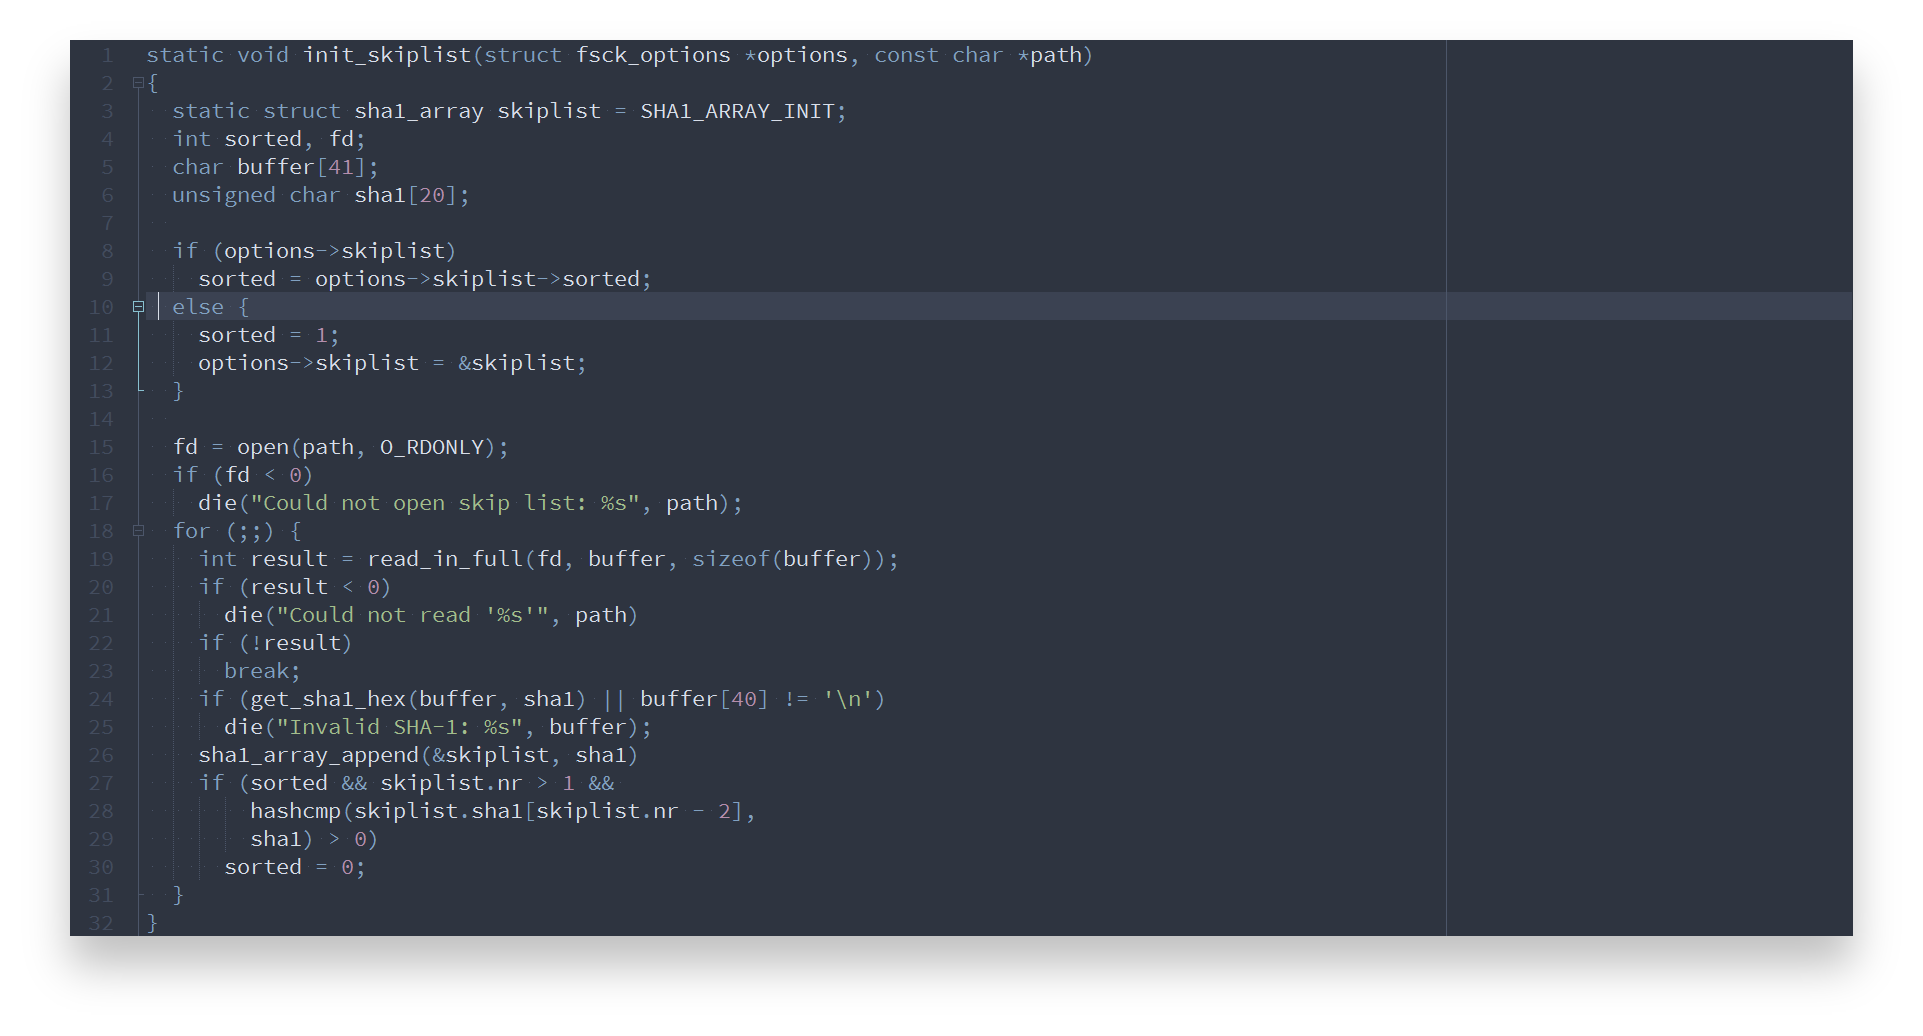 1 static void init_skiplist(struct fsck_options *options, const char *path)
2 {
3 static struct sha1_array skiplist = SHA1_ARRAY_INIT;
4 int sorted, fd;
5 char buffer[41];
6 unsigned char sha1[20];
7
8 if (options->skiplist)
9 sorted = options->skiplist->sorted;
10 else {
11 sorted = 1;
12 options->skiplist = &skiplist;
13 }
14
15 fd = open(path, O_RDONLY);
16 if (fd < 0)
17 die("Could not open skip list: %s", path);
18 for (;;) {
19 int result = read_in_full(fd, buffer, sizeof(buffer));
20 if (result < 0)
21 die("Could not read '%s'", path)
22 if (!result)
23 break;
24 if (get_sha1_hex(buffer, sha1) || buffer[40] != '\n')
25 die("Invalid SHA-1: %s", buffer);
26 sha1_array_append(&skiplist, sha1)
27 if (sorted && skiplist.nr > 1 &&
28 hashcmp(skiplist.sha1[skiplist.nr - 2],
29 sha1) > 0)
30 sorted = 0;
31 }
32 }